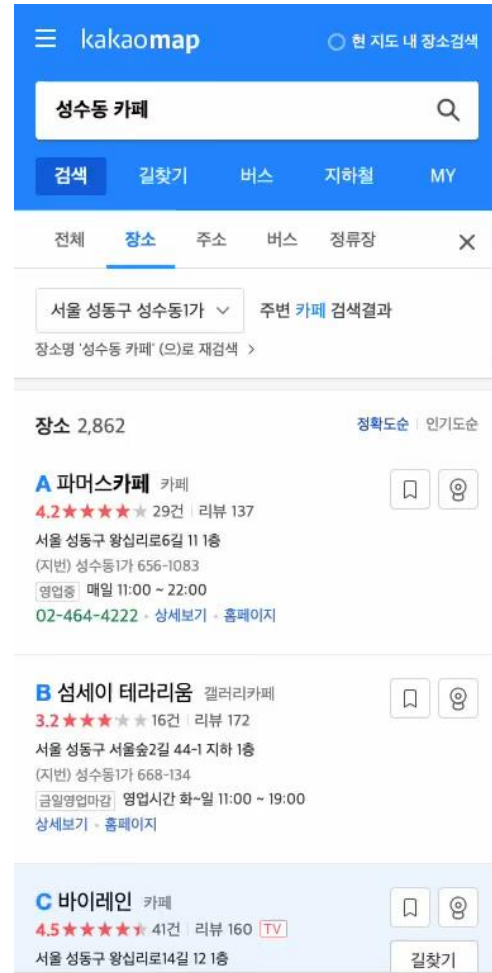 kakaomap 현 지도 내 장소검색
성수동 카페
검색 길찾기 버스 지하철 MY
전체 장소 주소 버스 정류장
서울 성동구 성수동1가 주변 카페 검색결과
장소명 '성수동 카페' (으)로 재검색 >
장소 2,862 정확도순 인기도순
A 파머스카페 카페
4.2 ★★★★★ 29건 리뷰 137
서울 성동구 왕십리로6길 11 1층
(지번) 성수동1가 656-1083
영업중 매일 11:00 ~ 22:00
02-464-4222 · 상세보기 · 홈페이지
B 섬세이 테라리움 갤러리카페
3.2 ★★★★★ 16건 리뷰 172
서울 성동구 서울숲2길 44-1 지하 1층
(지번) 성수동1가 668-134
금일영업마감 영업시간 화~일 11:00 ~ 19:00
상세보기 · 홈페이지
C 바이레인 카페
4.5 ★★★★★ 41건 리뷰 160 TV
서울 성동구 왕십리로14길 12 1층 길찾기